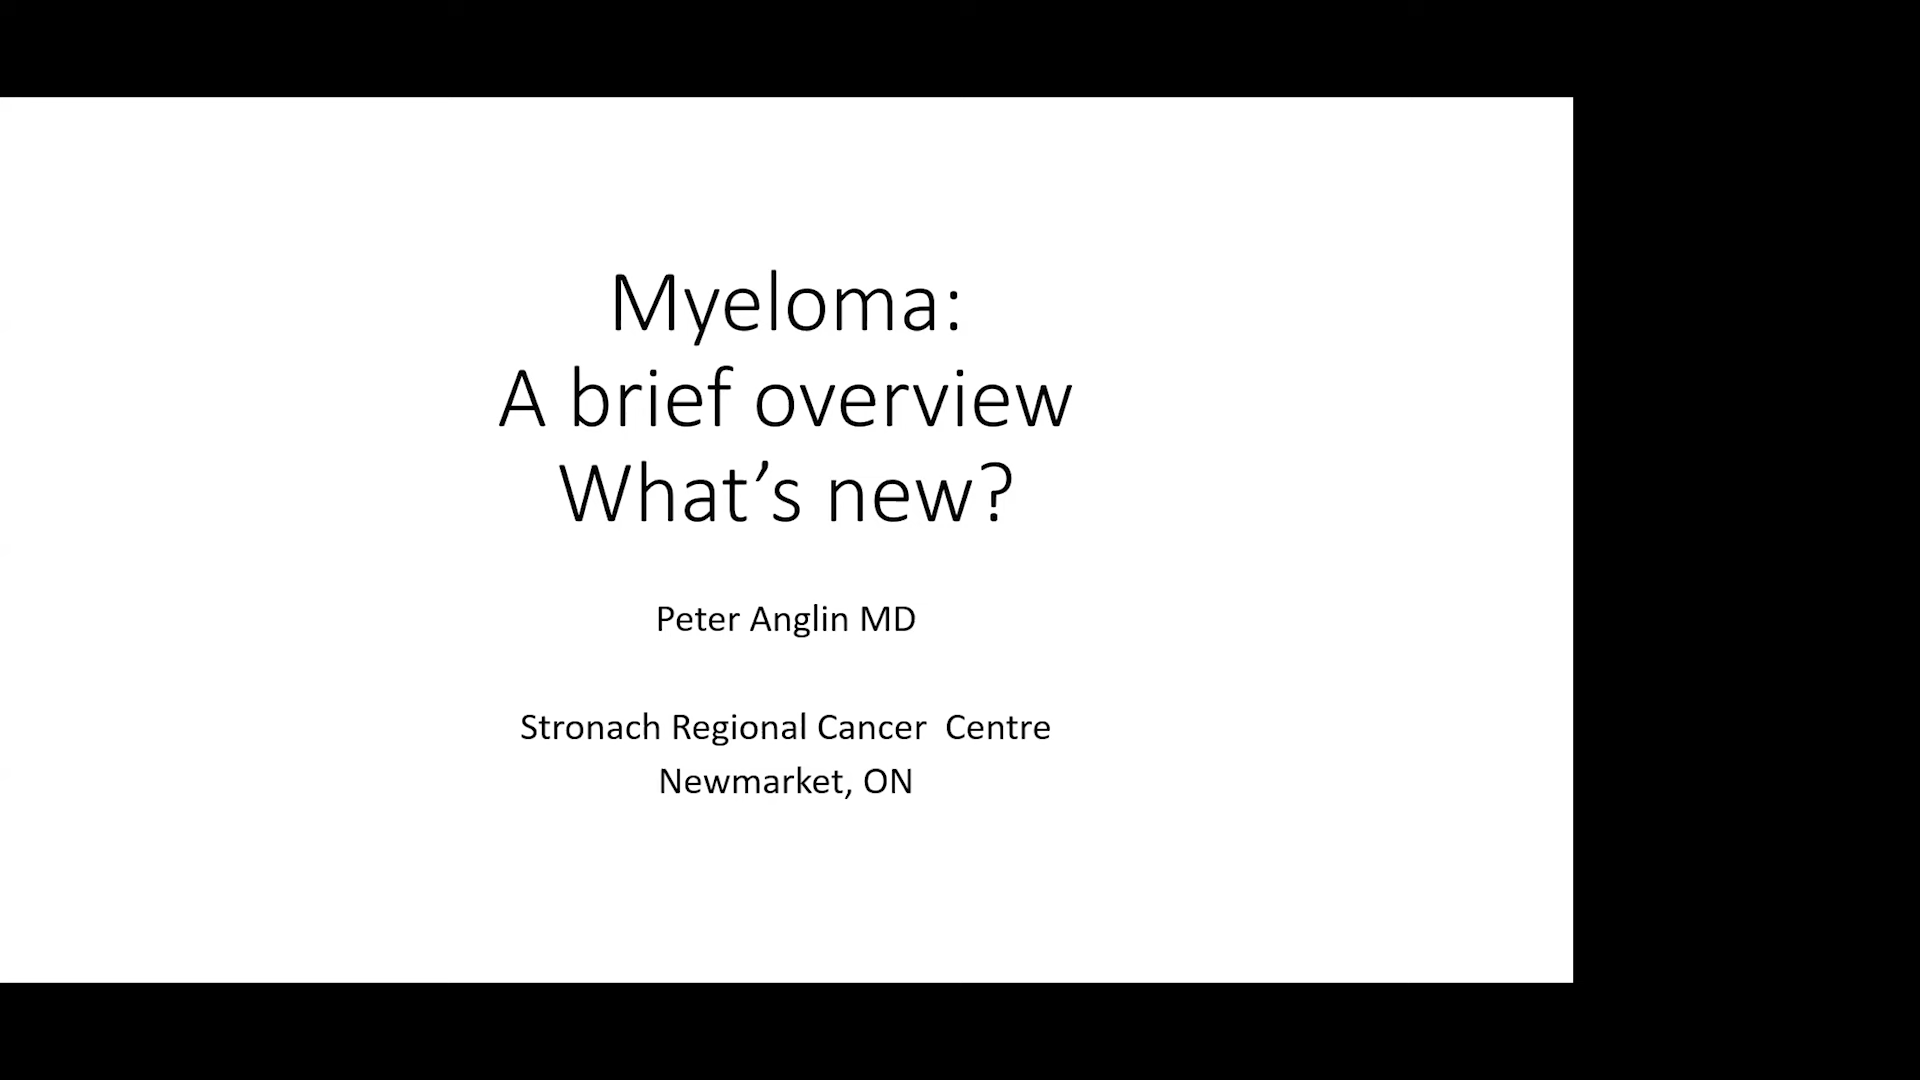 Myeloma:
A brief overview
What’s new?
Peter Anglin MD
Stronach Regional Cancer  Centre
Newmarket, ON